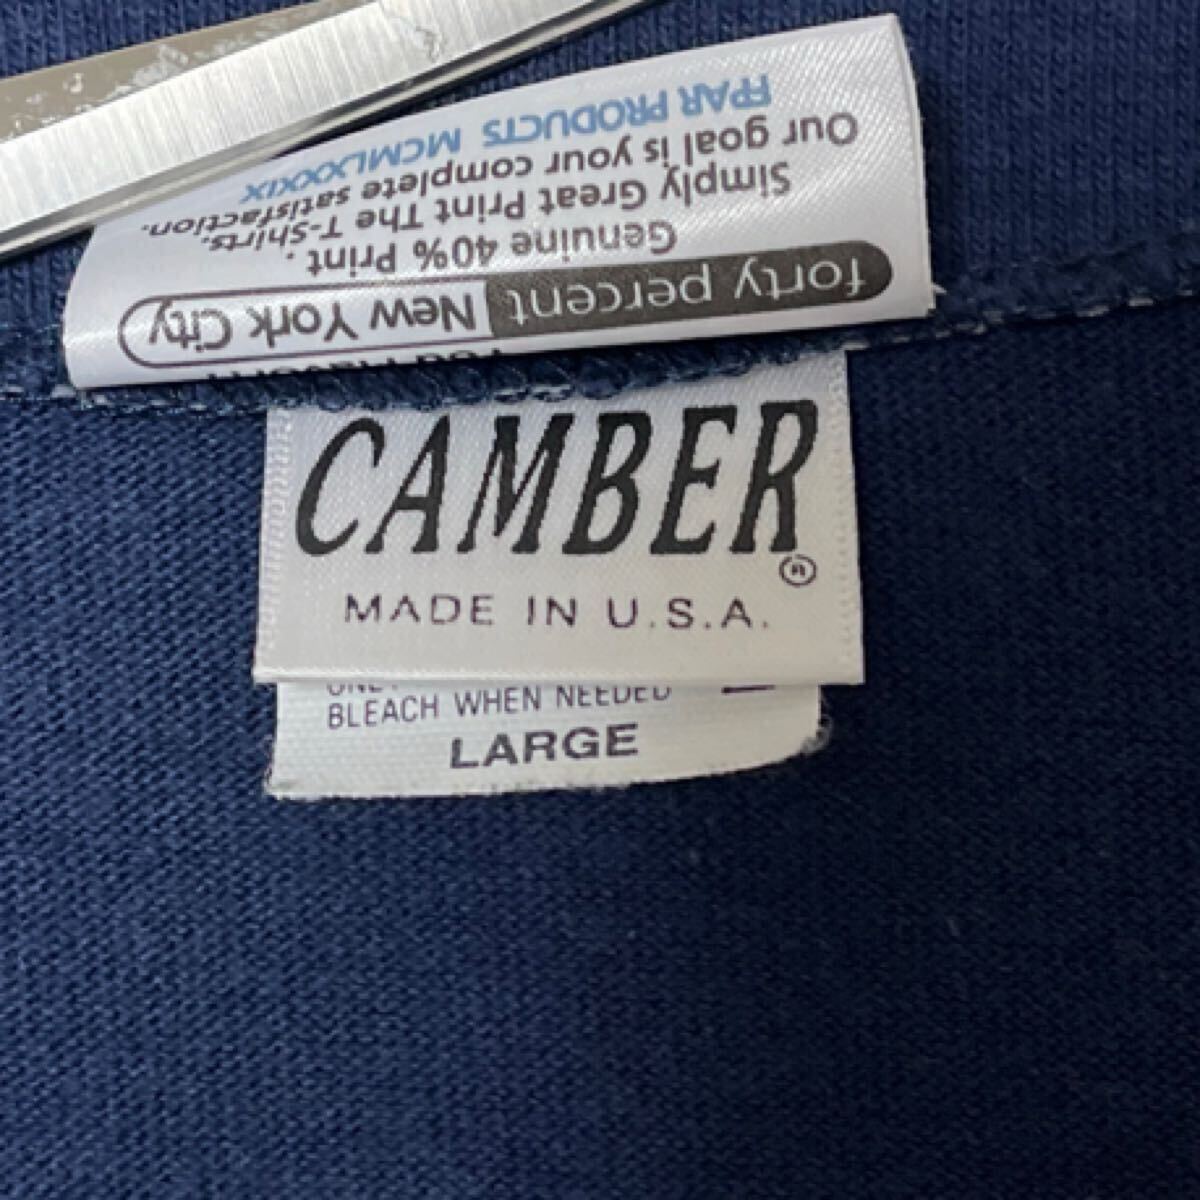 forty percent New York City
Genuine 40% Print.
Simply Great Print The T-Shirts.
Our goal is your complete satisfaction.
FPAR PRODUCTS MCMLXXXIX
CAMBER
®
MADE IN U.S.A.
BLEACH WHEN NEEDED
LARGE